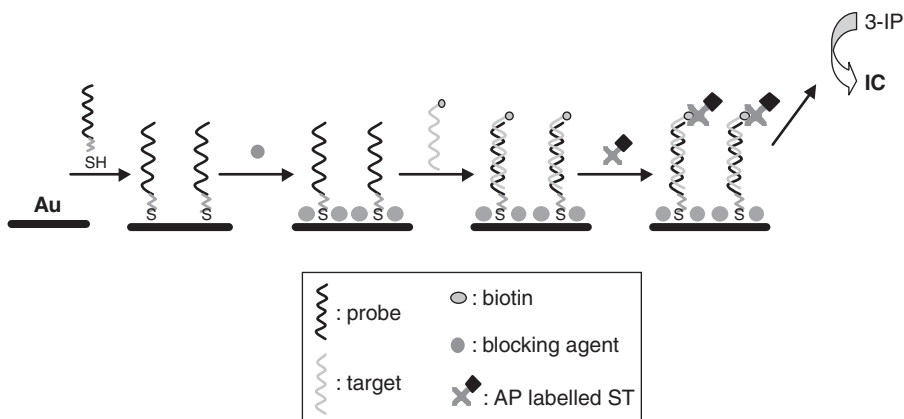 3-IP
IC
SH
Au
S S
S S
S S
S S
: probe
: target
: biotin
: blocking agent
: AP labelled ST